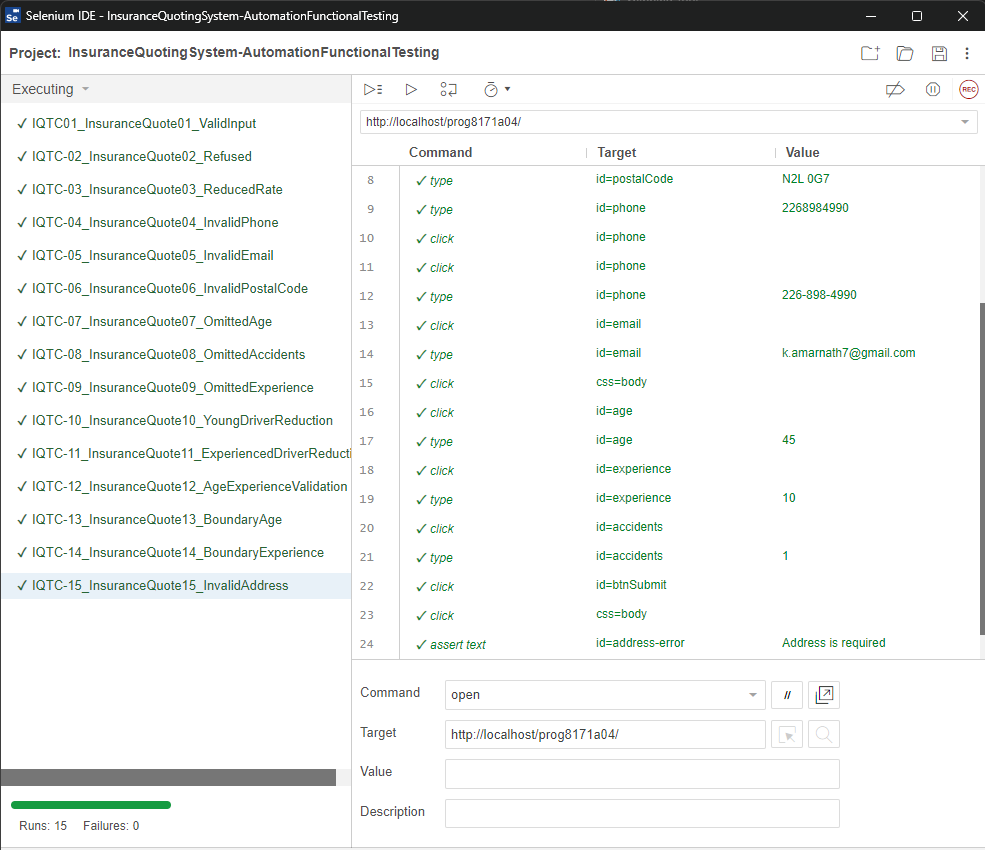 Se Selenium IDE - InsuranceQuotingSystem-AutomationFunctionalTesting
Project: InsuranceQuotingSystem-AutomationFunctionalTesting
Executing
REC
✓ IQTC01_InsuranceQuote01_ValidInput
✓ IQTC-02_InsuranceQuote02_Refused
✓ IQTC-03_InsuranceQuote03_ReducedRate
✓ IQTC-04_InsuranceQuote04_InvalidPhone
✓ IQTC-05_InsuranceQuote05_InvalidEmail
✓ IQTC-06_InsuranceQuote06_InvalidPostalCode
✓ IQTC-07_InsuranceQuote07_OmittedAge
✓ IQTC-08_InsuranceQuote08_OmittedAccidents
✓ IQTC-09_InsuranceQuote09_OmittedExperience
✓ IQTC-10_InsuranceQuote10_YoungDriverReduction
✓ IQTC-11_InsuranceQuote11_ExperiencedDriverReducti
✓ IQTC-12_InsuranceQuote12_AgeExperienceValidation
✓ IQTC-13_InsuranceQuote13_BoundaryAge
✓ IQTC-14_InsuranceQuote14_BoundaryExperience
✓ IQTC-15_InsuranceQuote15_InvalidAddress
Runs: 15 Failures: 0
http://localhost/prog8171a04/
Command Target Value
8 ✓ type id=postalCode N2L 0G7
9 ✓ type id=phone 2268984990
10 ✓ click id=phone
11 ✓ click id=phone
12 ✓ type id=phone 226-898-4990
13 ✓ click id=email
14 ✓ type id=email k.amarnath7@gmail.com
15 ✓ click css=body
16 ✓ click id=age
17 ✓ type id=age 45
18 ✓ click id=experience
19 ✓ type id=experience 10
20 ✓ click id=accidents
21 ✓ type id=accidents 1
22 ✓ click id=btnSubmit
23 ✓ click css=body
24 ✓ assert text id=address-error Address is required
Command open //
Target http://localhost/prog8171a04/
Value
Description